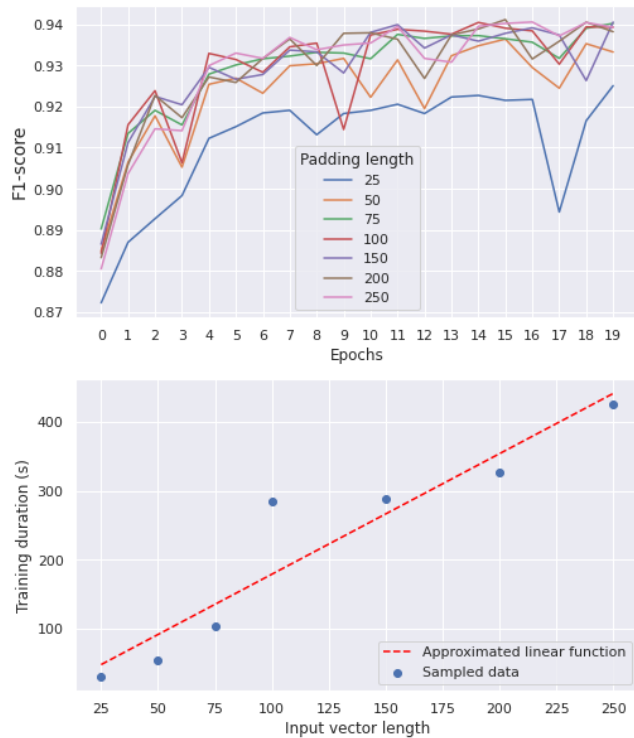 F1-score
0.94
0.93
0.92
0.91
0.90
0.89
0.88
0.87
Padding length
25
50
75
100
150
200
250
0 1 2 3 4 5 6 7 8 9 10 11 12 13 14 15 16 17 18 19
Epochs
Training duration (s)
400
300
200
100
Approximated linear function
Sampled data
25 50 75 100 125 150 175 200 225 250
Input vector length